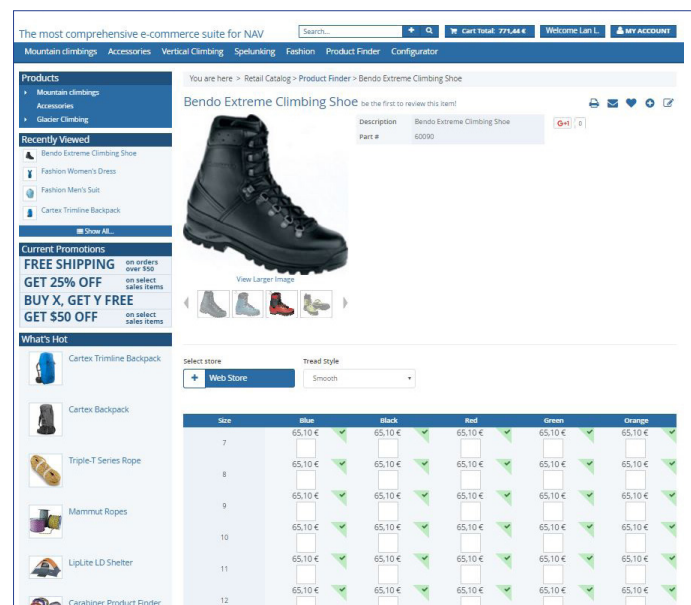 The most comprehensive e-commerce suite for NAV
Search...
Cart Total: 771,44 €
Welcome Lan L.
MY ACCOUNT
Mountain climbings Accessories Vertical Climbing Spelunking Fashion Product Finder Configurator
Products
Mountain climbings
Accessories
Glacier Climbing
Recently Viewed
Bendo Extreme Climbing Shoe
Fashion Women's Dress
Fashion Men's Suit
Cartex Trimline Backpack
Show All...
Current Promotions
FREE SHIPPING on orders over $50
GET 25% OFF on select sales items
BUY X, GET Y FREE
GET $50 OFF on select sales items
What's Hot
Cartex Trimline Backpack
Cartex Backpack
Triple-T Series Rope
Mammut Ropes
LipLite LD Shelter
Carabiner Product Finder
You are here > Retail Catalog > Product Finder > Bendo Extreme Climbing Shoe
Bendo Extreme Climbing Shoe be the first to review this item!
Description Bendo Extreme Climbing Shoe
Part # 60090
G+1 0
View Larger Image
Select store
Web Store
Tread Style
Smooth
Size Blue Black Red Green Orange
7 65,10 € 65,10 € 65,10 € 65,10 € 65,10 €
8 65,10 € 65,10 € 65,10 € 65,10 € 65,10 €
9 65,10 € 65,10 € 65,10 € 65,10 € 65,10 €
10 65,10 € 65,10 € 65,10 € 65,10 € 65,10 €
11 65,10 € 65,10 € 65,10 € 65,10 € 65,10 €
12 65,10 € 65,10 € 65,10 € 65,10 € 65,10 €